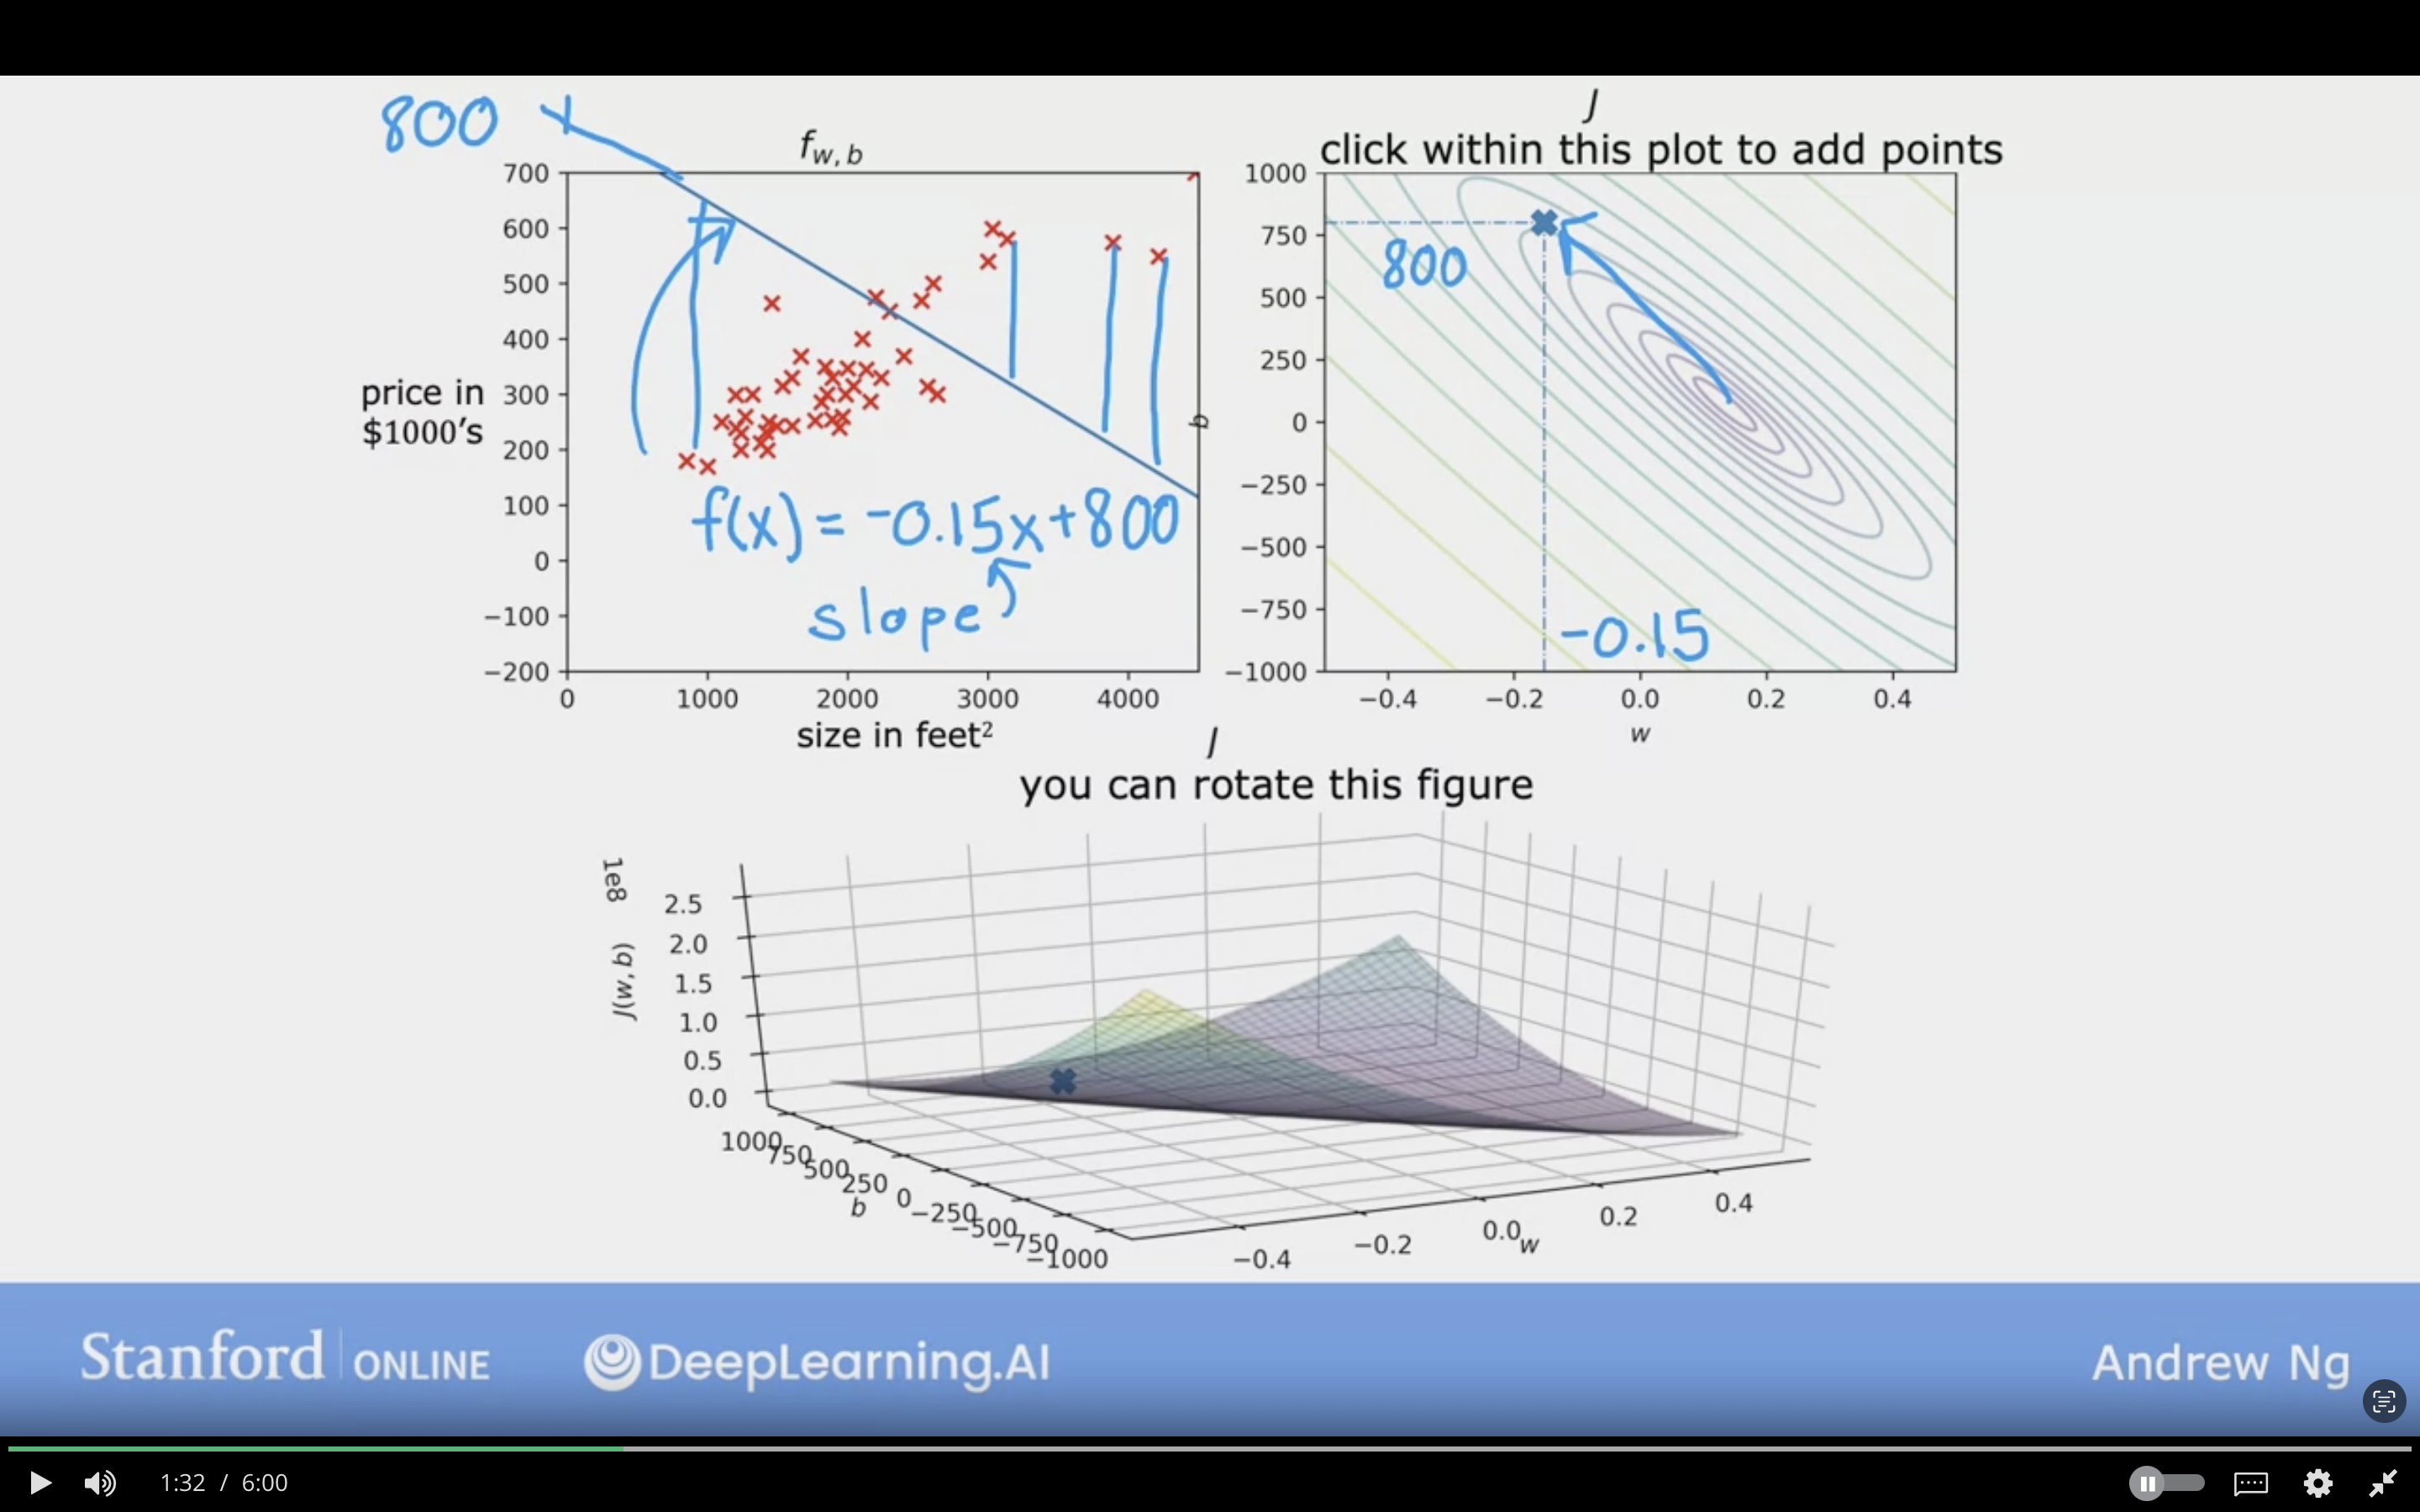 800
f w, b
700
600
500
400
300
200
100
0
−100
−200
price in
$1000’s
f(x) = -0.15x+800
slope
0 1000 2000 3000 4000
size in feet²
J
click within this plot to add points
1000
750
500
250
0
−250
−500
−750
−1000
b
800
-0.15
−0.4 −0.2 0.0 0.2 0.4
w
J
you can rotate this figure
1e8
J(w, b)
2.5
2.0
1.5
1.0
0.5
0.0
1000
750
500
250
0
−250
−500
−750
−1000
b
−0.4 −0.2 0.0 0.2 0.4
w
Stanford | ONLINE DeepLearning.AI Andrew Ng
1:32 / 6:00